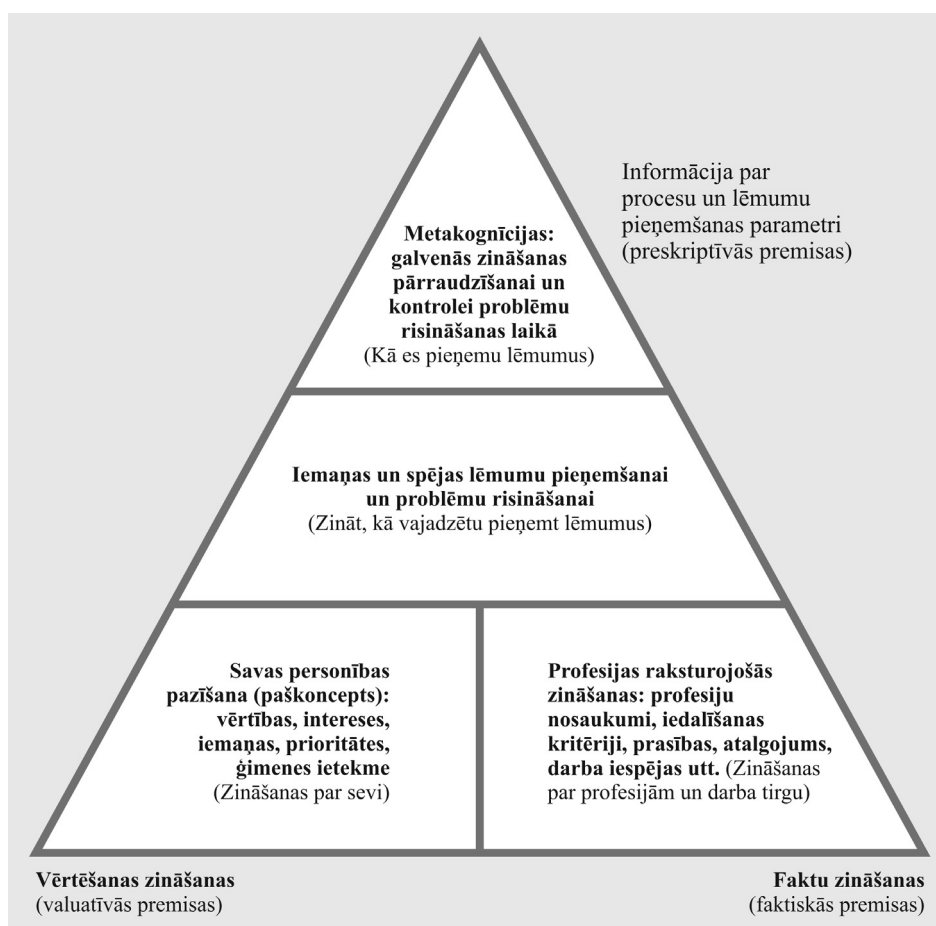 Metakognīcijas:
galvenās zināšanas
pārraudzīšanai un
kontrolei problēmu
risināšanas laikā
(Kā es pieņemu lēmumus)
Informācija par
procesu un lēmumu
pieņemšanas parametri
(preskriptīvās premisas)
Iemaņas un spējas lēmumu pieņemšanai
un problēmu risināšanai
(Zināt, kā vajadzētu pieņemt lēmumus)
Savas personības
pazīšana (paškoncepts):
vērtības, intereses,
iemaņas, prioritātes,
ģimenes ietekme
(Zināšanas par sevi)
Profesijas raksturojošās
zināšanas: profesiju
nosaukumi, iedalīšanas
kritēriji, prasības, atalgojums,
darba iespējas utt. (Zināšanas
par profesijām un darba tirgu)
Vērtēšanas zināšanas
(valuatīvās premisas)
Faktu zināšanas
(faktiskās premisas)